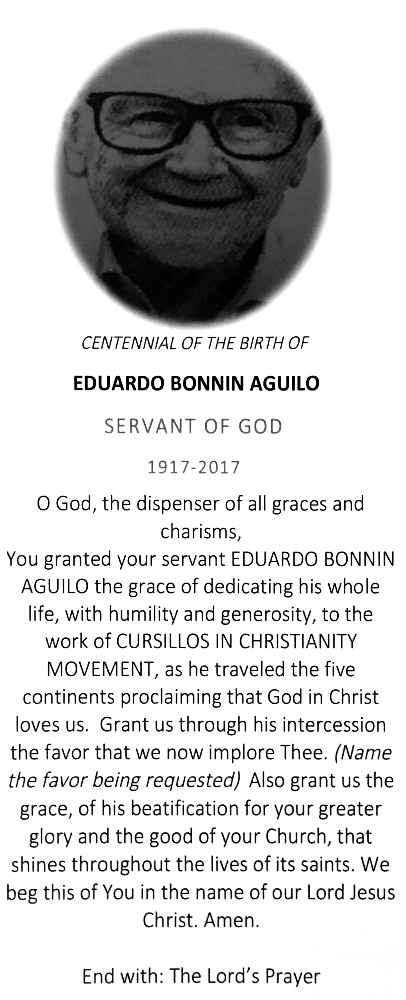 CENTENNIAL OF THE BIRTH OF
EDUARDO BONNIN AGUILO
SERVANT OF GOD
1917-2017
O God, the dispenser of all graces and
charisms,
You granted your servant EDUARDO BONNIN
AGUILO the grace of dedicating his whole
life, with humility and generosity, to the
work of CURSILLOS IN CHRISTIANITY
MOVEMENT, as he traveled the five
continents proclaiming that God in Christ
loves us.  Grant us through his intercession
the favor that we now implore Thee. (Name
the favor being requested)  Also grant us the
grace, of his beatification for your greater
glory and the good of your Church, that
shines throughout the lives of its saints. We
beg this of You in the name of our Lord Jesus
Christ. Amen.
End with: The Lord’s Prayer